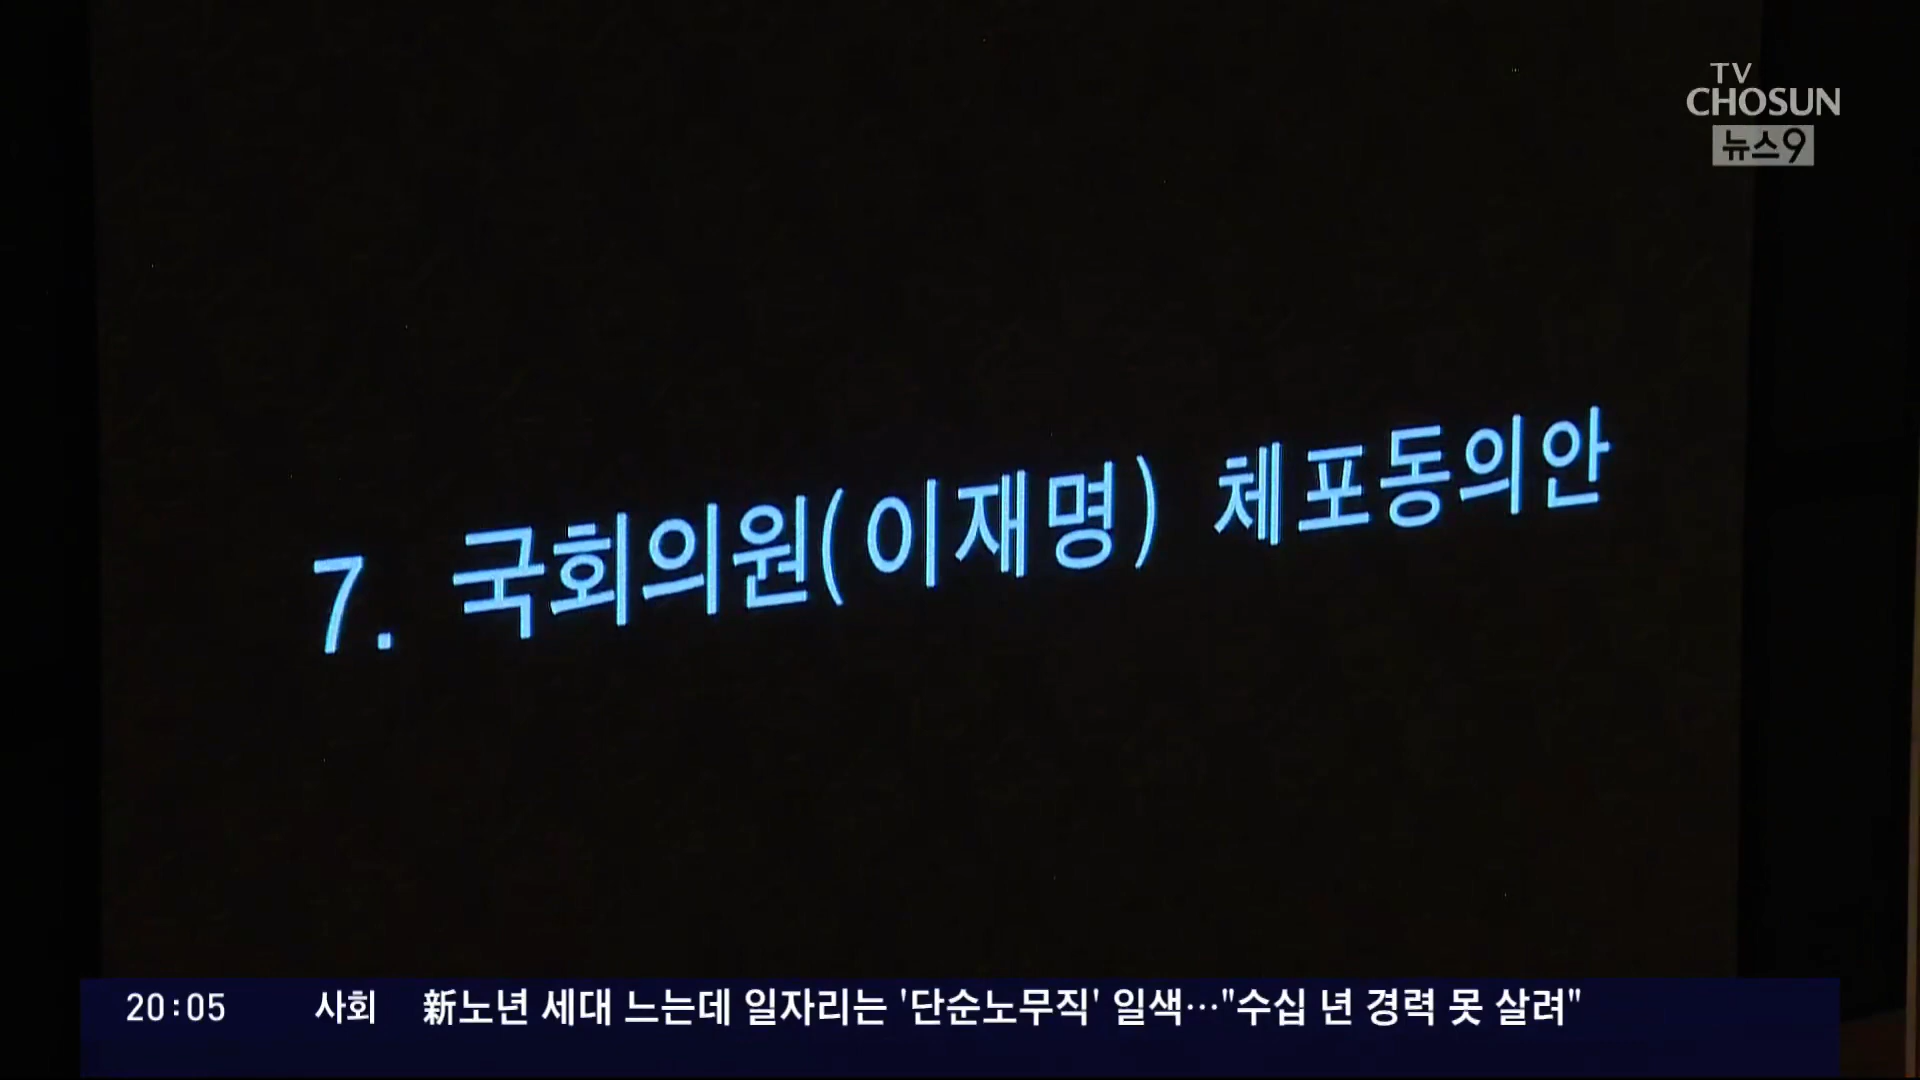 TV
CHOSUN
뉴스9
7. 국회의원(이재명) 체포동의안
20:05 사회 新노년 세대 느는데 일자리는 '단순노무직' 일색…"수십 년 경력 못 살려"